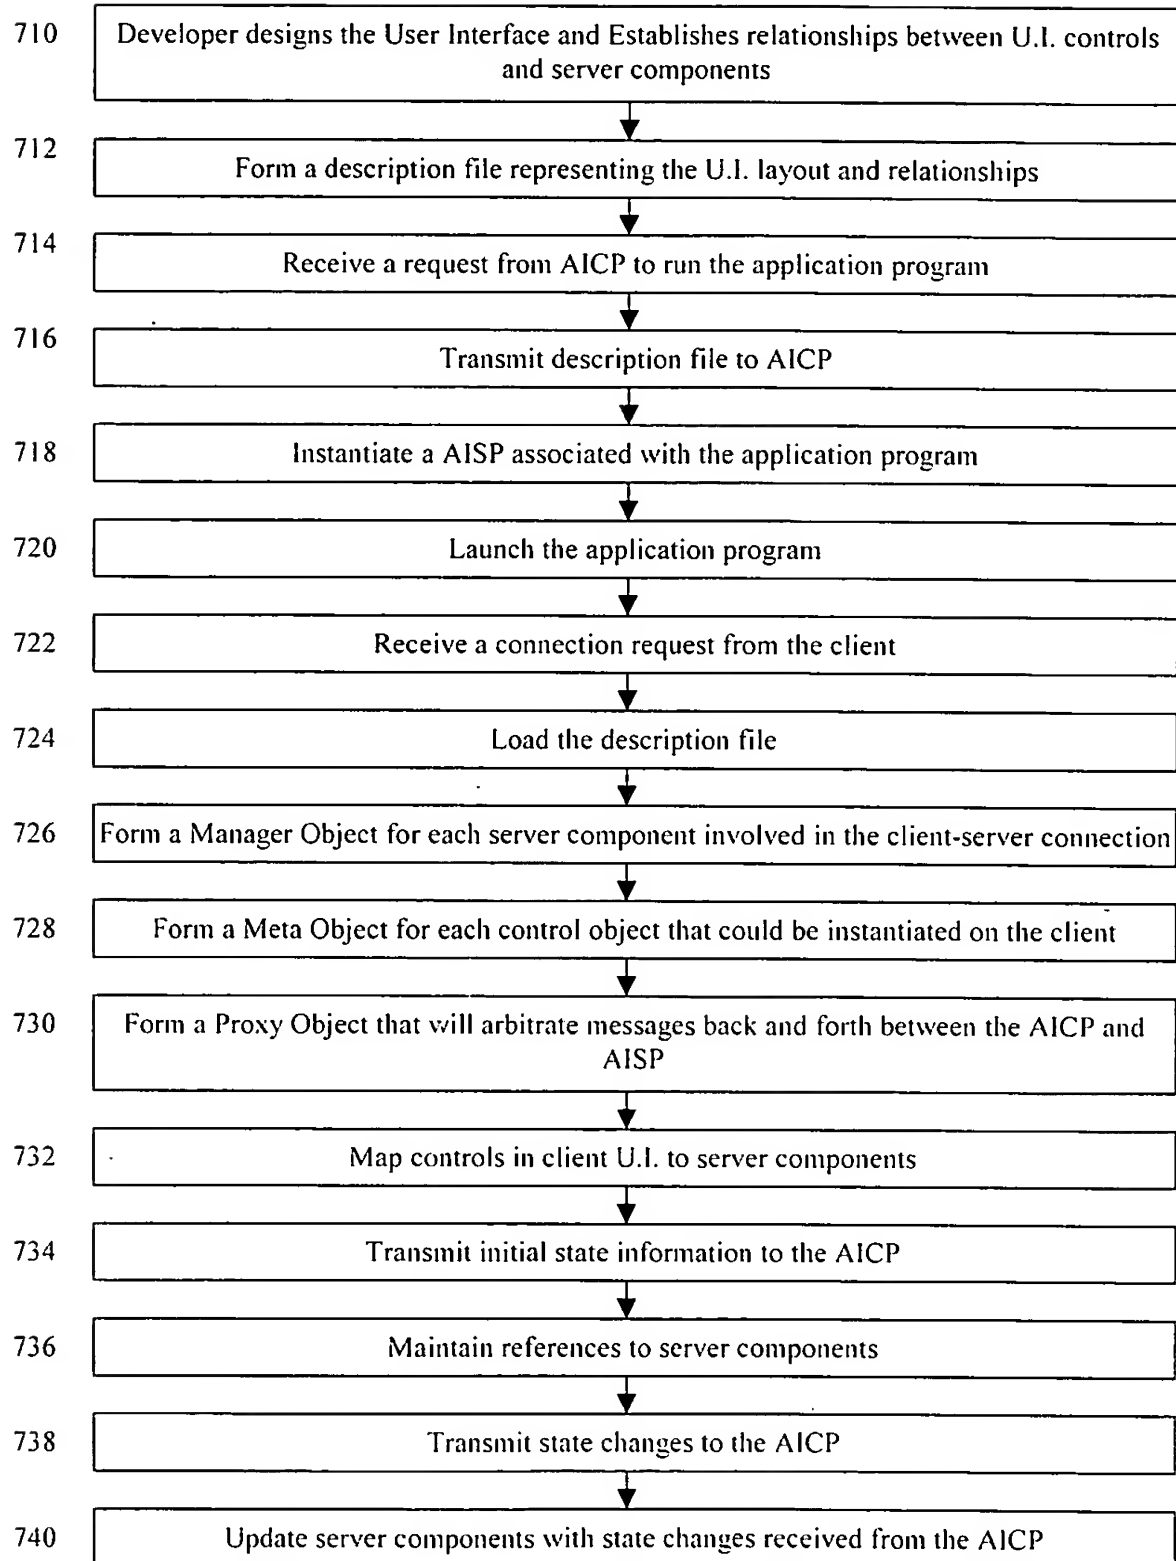 710
Developer designs the User Interface and Establishes relationships between U.I. controls
and server components
712
Form a description file representing the U.I. layout and relationships
714
Receive a request from AICP to run the application program
716
Transmit description file to AICP
718
Instantiate a AISP associated with the application program
720
Launch the application program
722
Receive a connection request from the client
724
Load the description file
726
Form a Manager Object for each server component involved in the client-server connection
728
Form a Meta Object for each control object that could be instantiated on the client
730
Form a Proxy Object that will arbitrate messages back and forth between the AICP and
AISP
732
Map controls in client U.I. to server components
734
Transmit initial state information to the AICP
736
Maintain references to server components
738
Transmit state changes to the AICP
740
Update server components with state changes received from the AICP